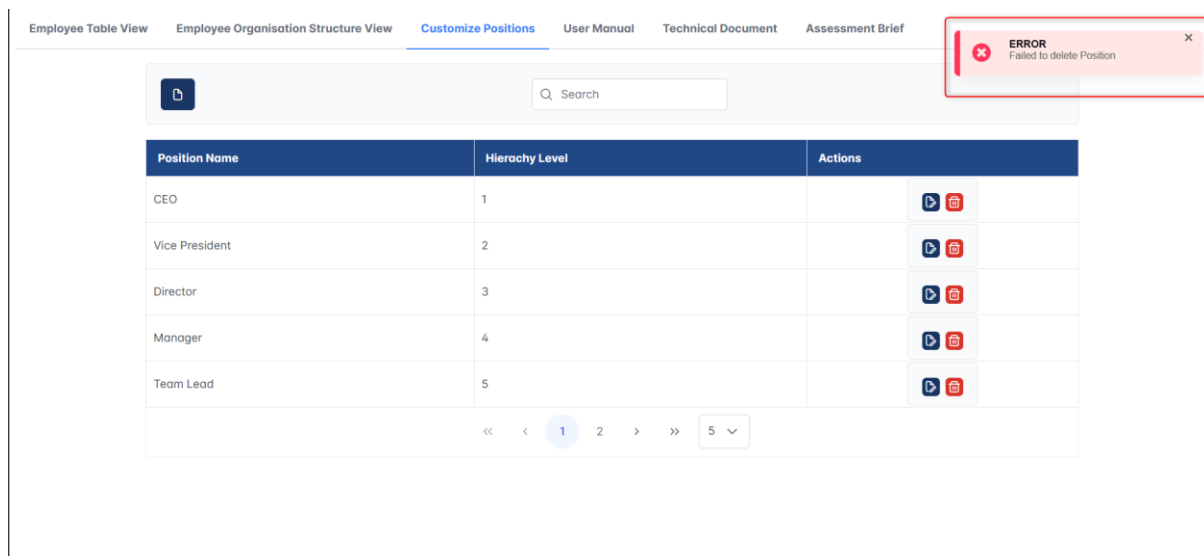 Employee Table View Employee Organisation Structure View Customize Positions User Manual Technical Document Assessment Brief
ERROR
Failed to delete Position
Search
Position Name Hierachy Level Actions
CEO 1
Vice President 2
Director 3
Manager 4
Team Lead 5
<< < 1 2 > >> 5